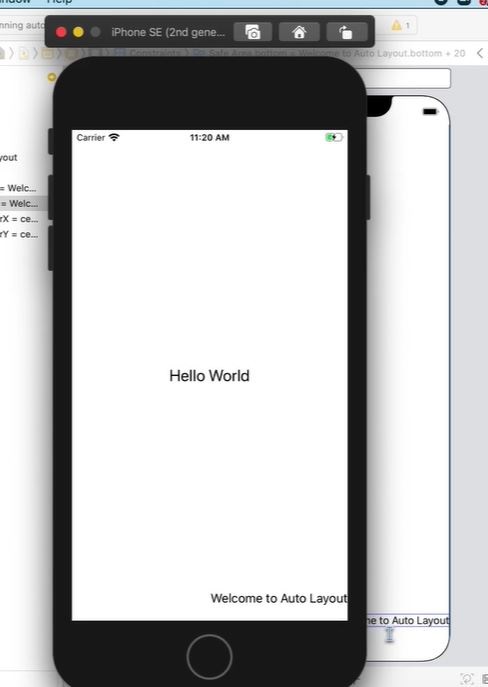 Help
nning auto
iPhone SE (2nd gene...
1
Constraints
Safe Area.bottom = Welcome to Auto Layout.bottom + 20
Carrier
11:20 AM
yout
= Welc...
= Welc...
rX = ce...
rY = ce...
Hello World
Welcome to Auto Layout
ne to Auto Layout